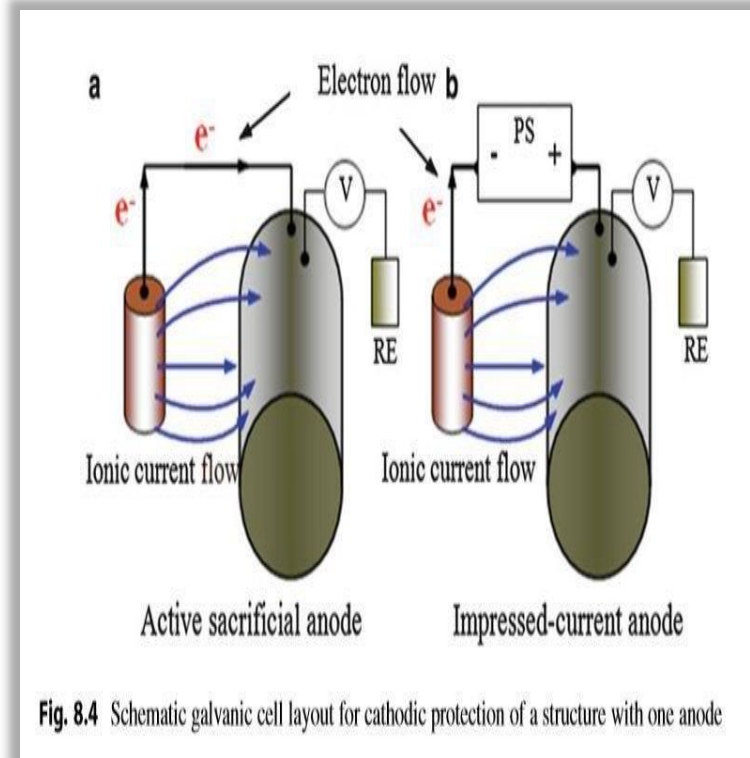 a
Electron flow b
e-
PS
- +
V
V
e-
e-
RE
RE
Ionic current flow
Ionic current flow
Active sacrificial anode
Impressed-current anode
Fig. 8.4 Schematic galvanic cell layout for cathodic protection of a structure with one anode